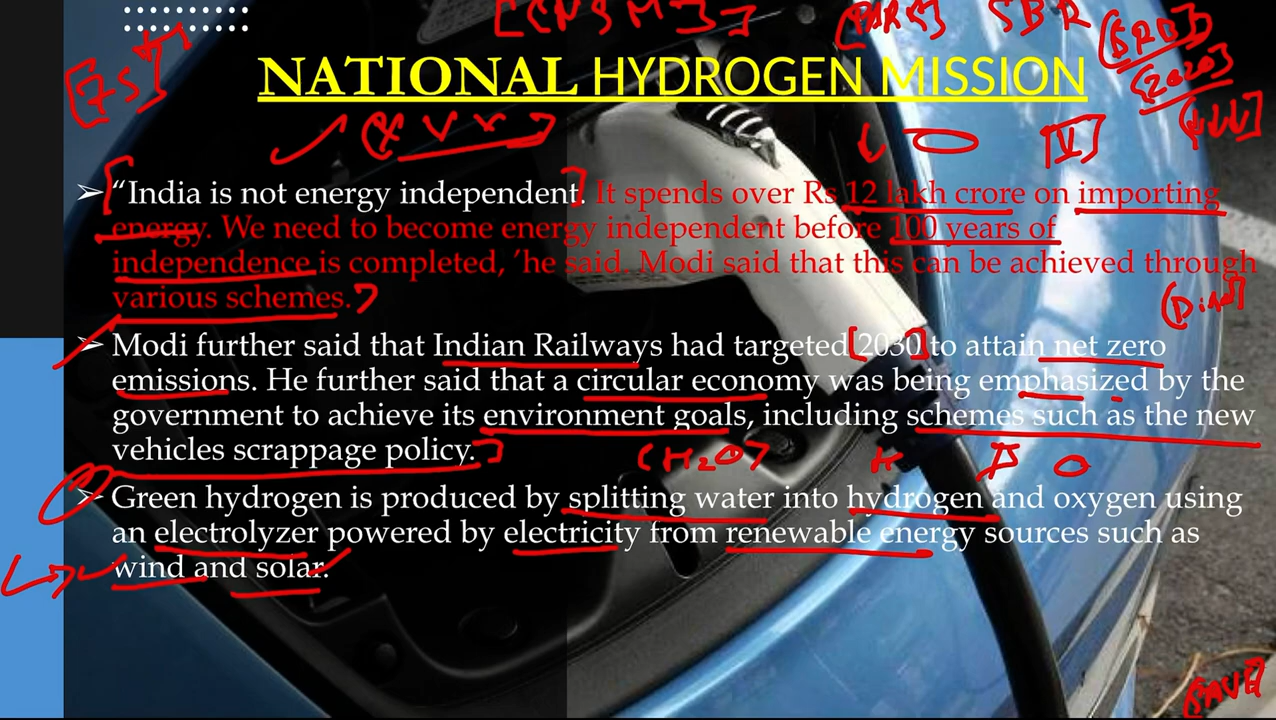 [CNSM]
SBR
[75]
NATIONAL HYDROGEN MISSION
[2020]
[V]
➢ “India is not energy independent. It spends over Rs 12 lakh crore on importing
energy. We need to become energy independent before 100 years of
independence is completed, ’he said. Modi said that this can be achieved through
various schemes.
➢ Modi further said that Indian Railways had targeted [2030] to attain net zero
emissions. He further said that a circular economy was being emphasized by the
government to achieve its environment goals, including schemes such as the new
vehicles scrappage policy.
(H2O) H O
➢ Green hydrogen is produced by splitting water into hydrogen and oxygen using
an electrolyzer powered by electricity from renewable energy sources such as
wind and solar.